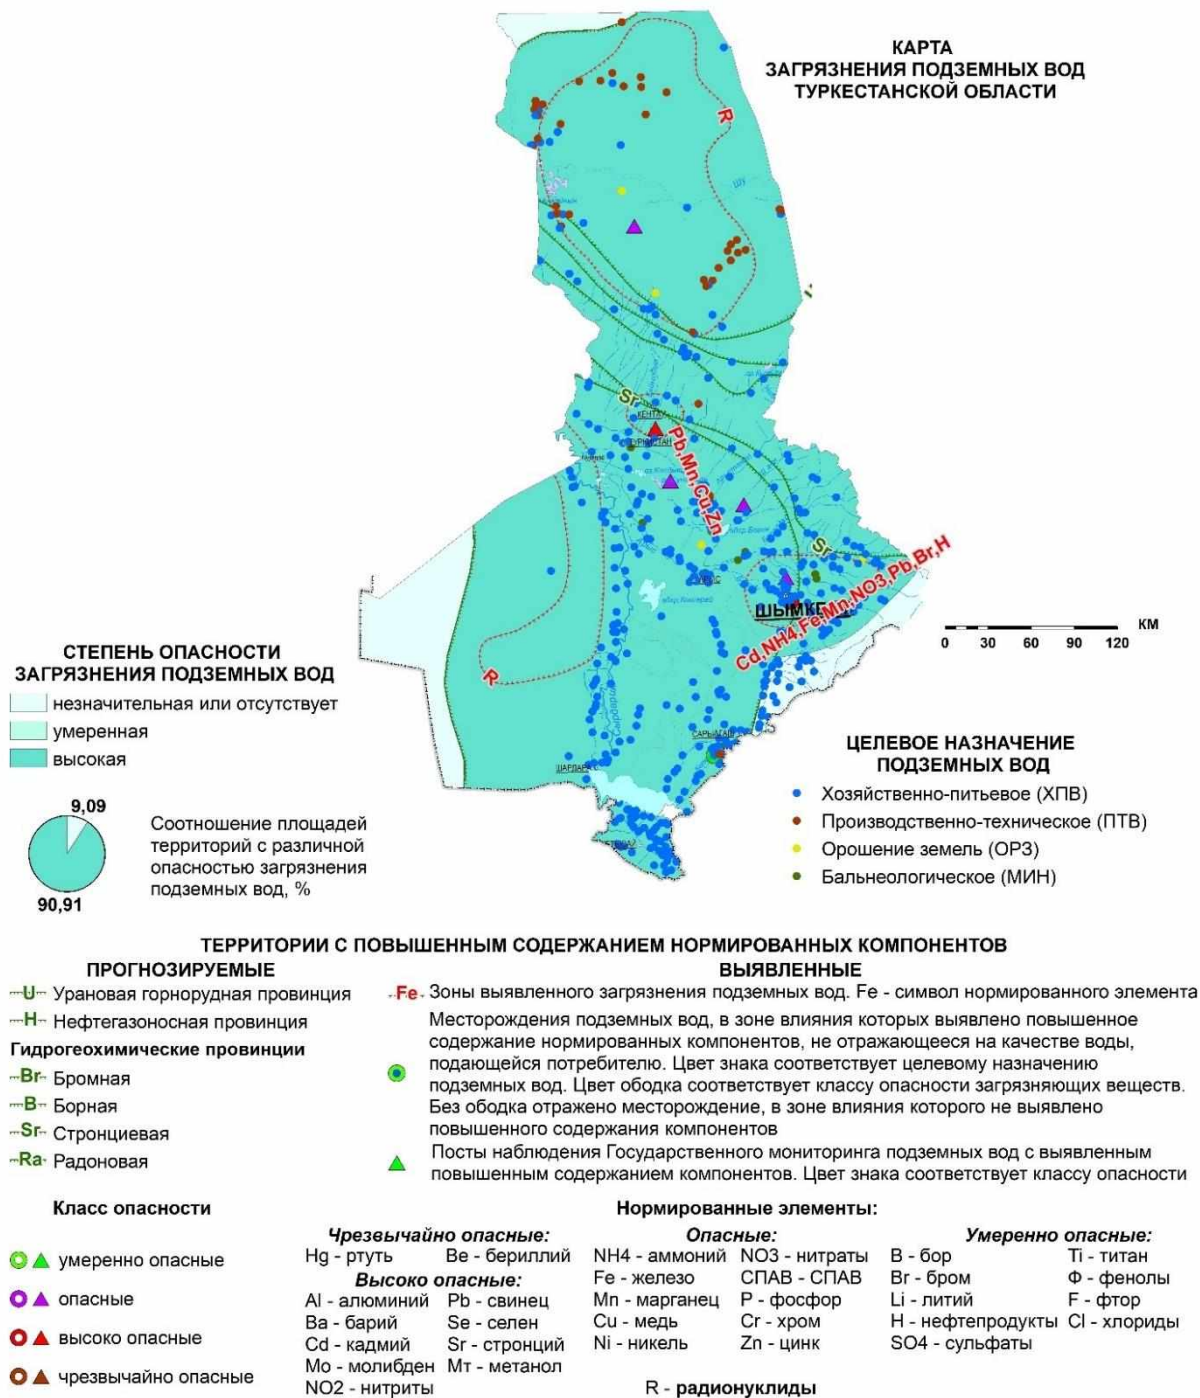 КАРТА
ЗАГРЯЗНЕНИЯ ПОДЗЕМНЫХ ВОД
ТУРКЕСТАНСКОЙ ОБЛАСТИ
R
Шу
Sr
КЕНТАУ
ТУРКИСТАН
Pb,Mn,Cu,Zn
Sr
ШЫМКЕ
Cd,NH4,Fe,Mn,NO3,Pb,Br,H
R
Сырдария
САРЫАГАШ
ШАРДАРА
0 30 60 90 120 КМ
СТЕПЕНЬ ОПАСНОСТИ
ЗАГРЯЗНЕНИЯ ПОДЗЕМНЫХ ВОД
незначительная или отсутствует
умеренная
высокая
9,09
90,91
Соотношение площадей
территорий с различной
опасностью загрязнения
подземных вод, %
ЦЕЛЕВОЕ НАЗНАЧЕНИЕ
ПОДЗЕМНЫХ ВОД
Хозяйственно-питьевое (ХПВ)
Производственно-техническое (ПТВ)
Орошение земель (ОРЗ)
Бальнеологическое (МИН)
ТЕРРИТОРИИ С ПОВЫШЕННЫМ СОДЕРЖАНИЕМ НОРМИРОВАННЫХ КОМПОНЕНТОВ
ПРОГНОЗИРУЕМЫЕ
U Урановая горнорудная провинция
H Нефтегазоносная провинция
Гидрогеохимические провинции
Br Бромная
B Борная
Sr Стронциевая
Ra Радоновая
ВЫЯВЛЕННЫЕ
Fe Зоны выявленного загрязнения подземных вод. Fe - символ нормированного элемента
Месторождения подземных вод, в зоне влияния которых выявлено повышенное
содержание нормированных компонентов, не отражающееся на качестве воды,
подающейся потребителю. Цвет знака соответствует целевому назначению
подземных вод. Цвет ободка соответствует классу опасности загрязняющих веществ.
Без ободка отражено месторождение, в зоне влияния которого не выявлено
повышенного содержания компонентов
Посты наблюдения Государственного мониторинга подземных вод с выявленным
повышенным содержанием компонентов. Цвет знака соответствует классу опасности
Класс опасности
умеренно опасные
опасные
высоко опасные
чрезвычайно опасные
Нормированные элементы:
Чрезвычайно опасные:
Hg - ртуть Be - бериллий
Высоко опасные:
Al - алюминий Pb - свинец
Ba - барий Se - селен
Cd - кадмий Sr - стронций
Mo - молибден Мт - метанол
NO2 - нитриты
Опасные:
NH4 - аммоний NO3 - нитраты
Fe - железо СПАВ - СПАВ
Mn - марганец P - фосфор
Cu - медь Cr - хром
Ni - никель Zn - цинк
Умеренно опасные:
B - бор Ti - титан
Br - бром Ф - фенолы
Li - литий F - фтор
H - нефтепродукты Cl - хлориды
SO4 - сульфаты
R - радионуклиды